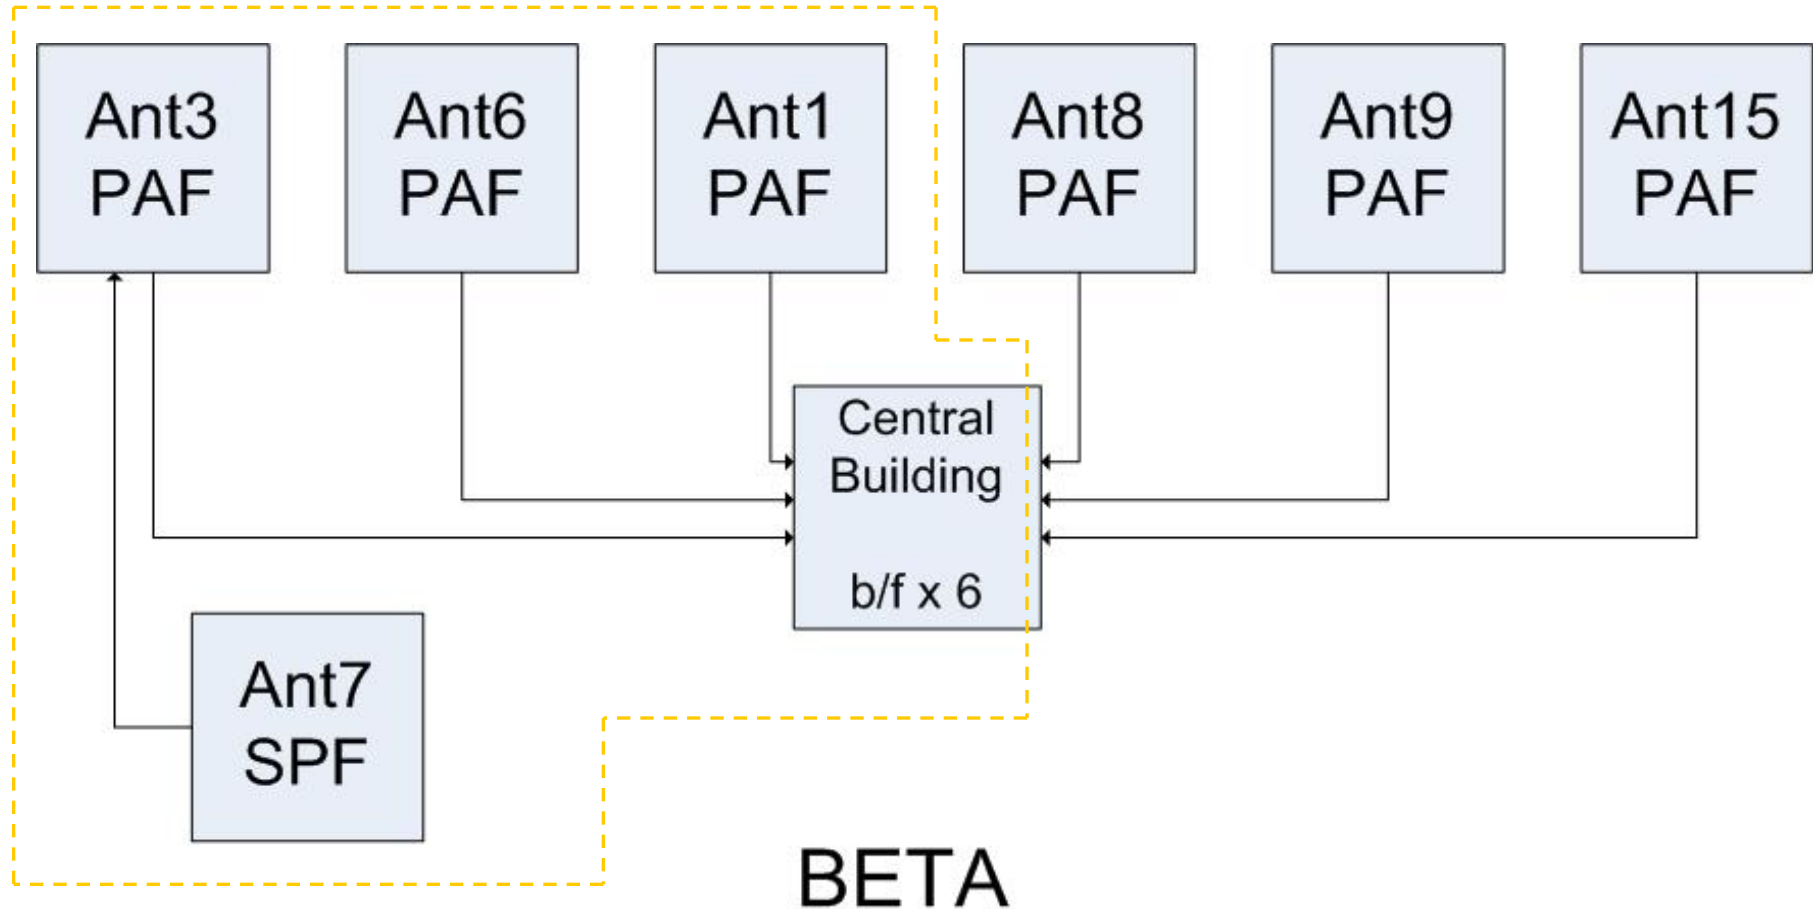 Ant3
PAF
Ant6
PAF
Ant1
PAF
Ant8
PAF
Ant9
PAF
Ant15
PAF
Central
Building
b/f x 6
Ant7
SPF
BETA